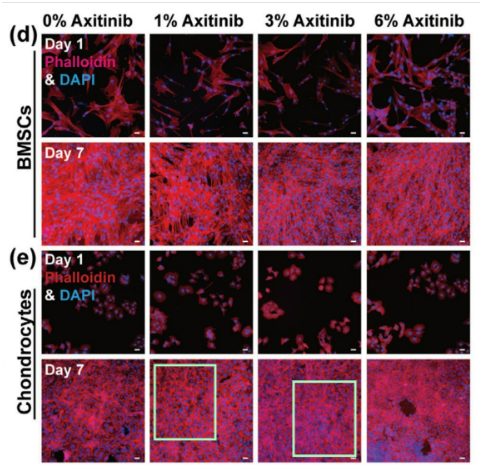 0% Axitinib 1% Axitinib 3% Axitinib 6% Axitinib
(d)
Day 1
Phalloidin
& DAPI
BMSCs
Day 7
(e)
Day 1
Phalloidin
& DAPI
Chondrocytes
Day 7